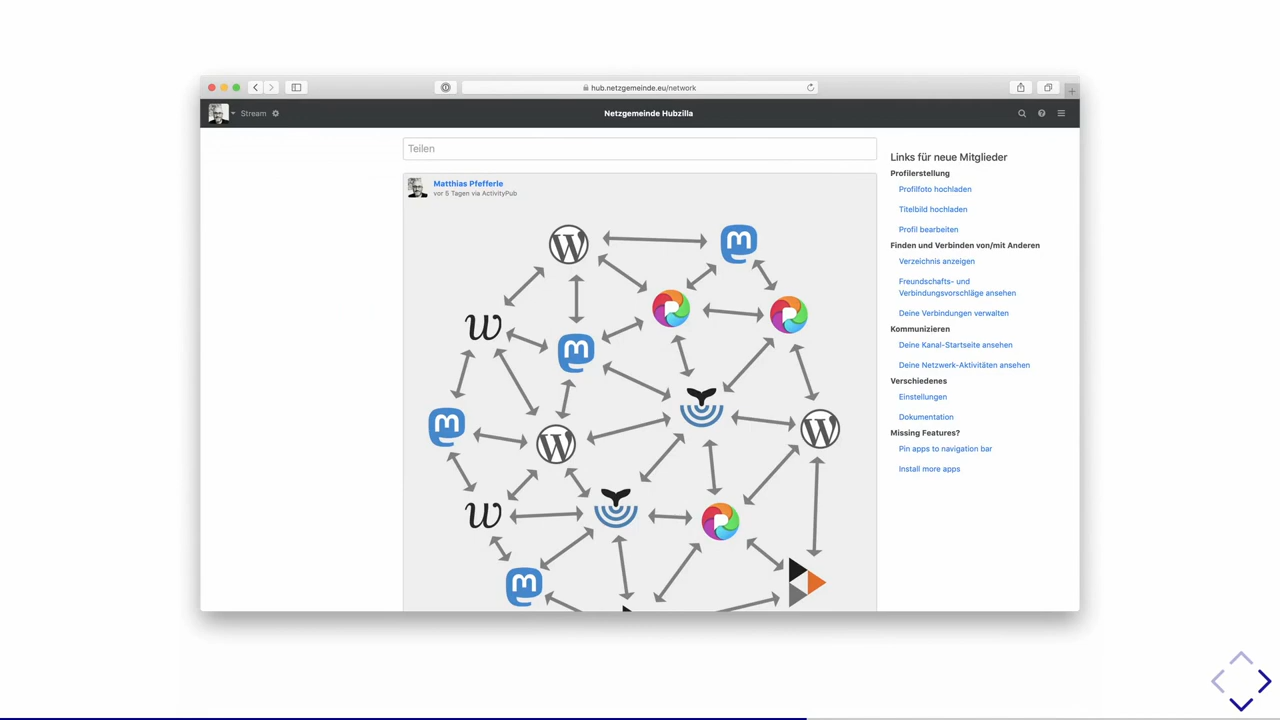 hub.netzgemeinde.eu/network
Stream
Netzgemeinde Hubzilla
Teilen
Matthias Pfefferle
vor 5 Tagen via ActivityPub
Links für neue Mitglieder
Profilerstellung
Profilfoto hochladen
Titelbild hochladen
Profil bearbeiten
Finden und Verbinden von/mit Anderen
Verzeichnis anzeigen
Freundschafts- und
Verbindungsvorschläge ansehen
Deine Verbindungen verwalten
Kommunizieren
Deine Kanal-Startseite ansehen
Deine Netzwerk-Aktivitäten ansehen
Verschiedenes
Einstellungen
Dokumentation
Missing Features?
Pin apps to navigation bar
Install more apps